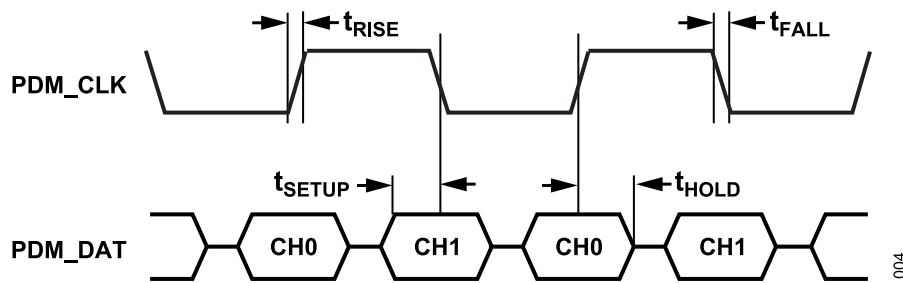 tRISE
tFALL
PDM_CLK
tSETUP
tHOLD
PDM_DAT
CH0
CH1
CH0
CH1
004